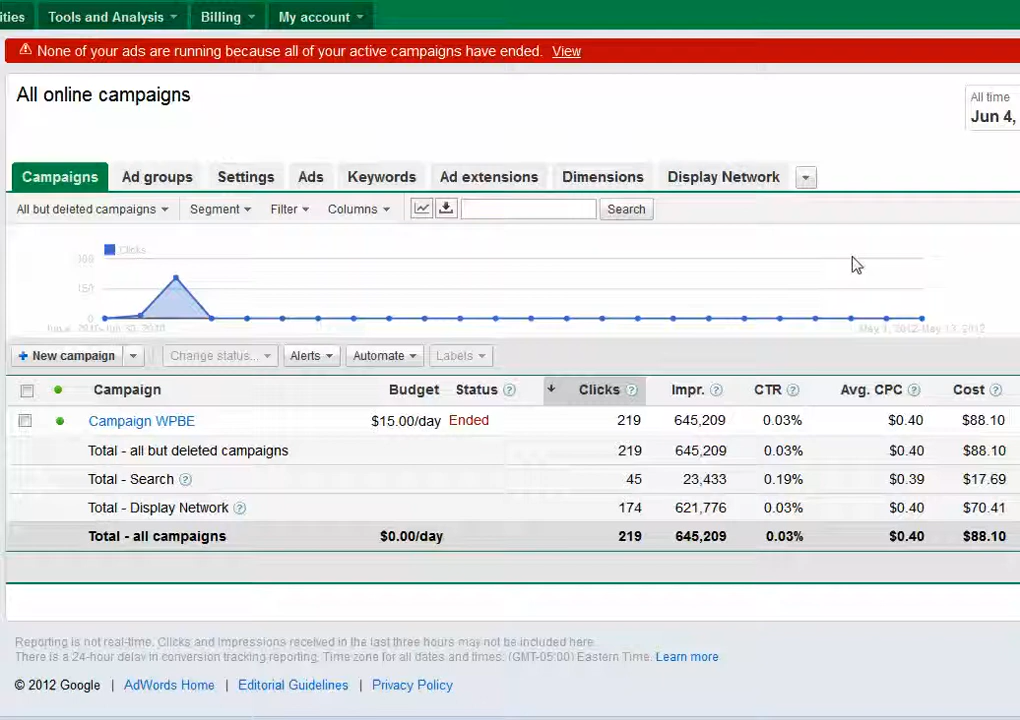 ities Tools and Analysis Billing My account
None of your ads are running because all of your active campaigns have ended. View
All online campaigns
All time
Jun 4,
Campaigns Ad groups Settings Ads Keywords Ad extensions Dimensions Display Network
All but deleted campaigns Segment Filter Columns Search
Clicks
300
150
0
May 1, 2012-May 17, 2012
+ New campaign Change status... Alerts Automate Labels
Campaign Budget Status ? Clicks ? Impr. ? CTR ? Avg. CPC ? Cost ?
Campaign WPBE $15.00/day Ended 219 645,209 0.03% $0.40 $88.10
Total - all but deleted campaigns 219 645,209 0.03% $0.40 $88.10
Total - Search ? 45 23,433 0.19% $0.39 $17.69
Total - Display Network ? 174 621,776 0.03% $0.40 $70.41
Total - all campaigns $0.00/day 219 645,209 0.03% $0.40 $88.10
Reporting is not real-time. Clicks and impressions received in the last three hours may not be included here.
There is a 24-hour delay in conversion tracking reporting. Time zone for all dates and times: (GMT-05:00) Eastern Time. Learn more
© 2012 Google | AdWords Home | Editorial Guidelines | Privacy Policy